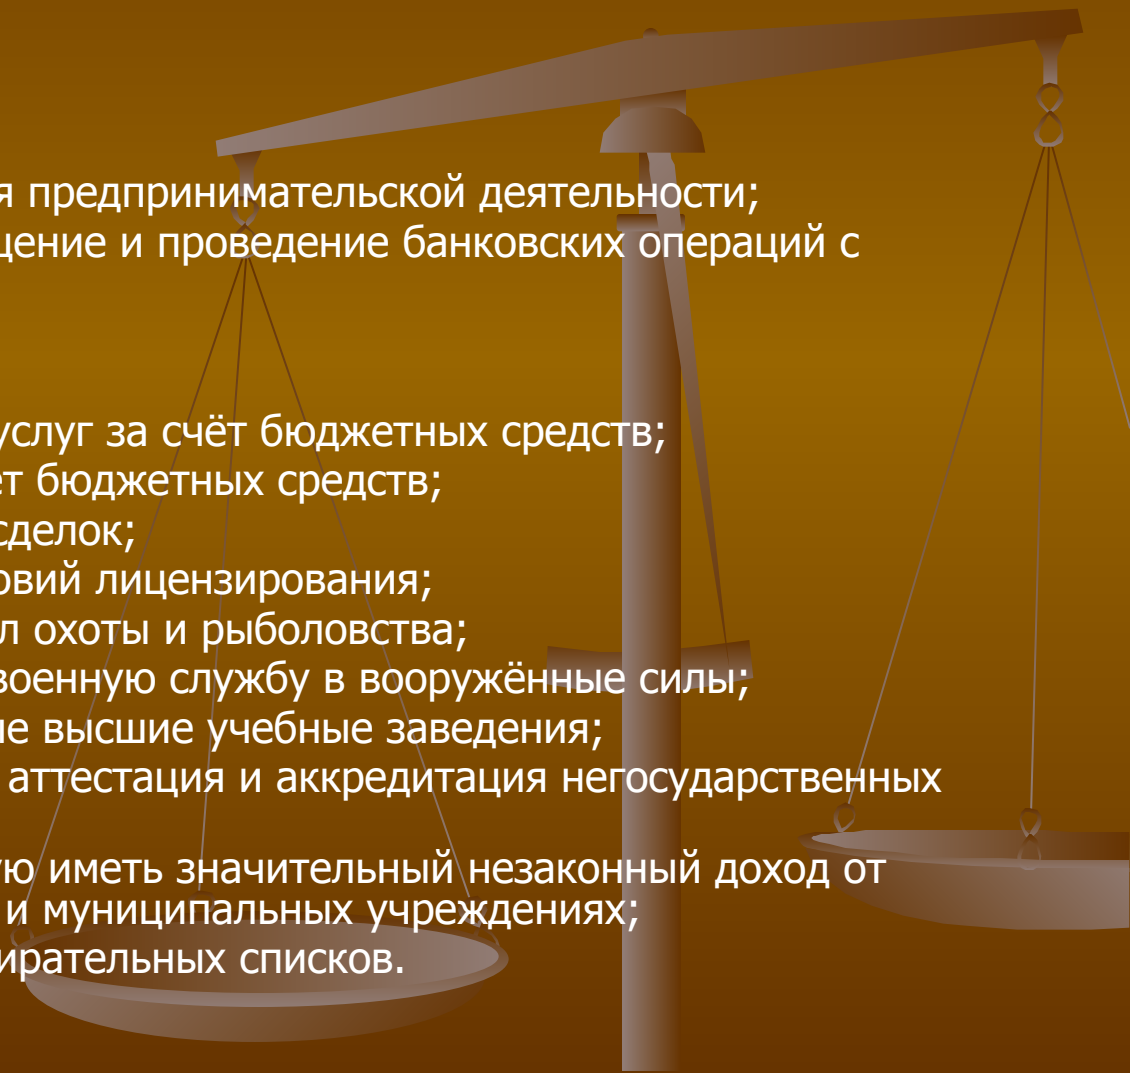 я предпринимательской деятельности;
щение и проведение банковских операций с
услуг за счёт бюджетных средств;
ет бюджетных средств;
сделок;
овий лицензирования;
л охоты и рыболовства;
военную службу в вооружённые силы;
ие высшие учебные заведения;
аттестация и аккредитация негосударственных
ую иметь значительный незаконный доход от
и муниципальных учреждениях;
ирательных списков.